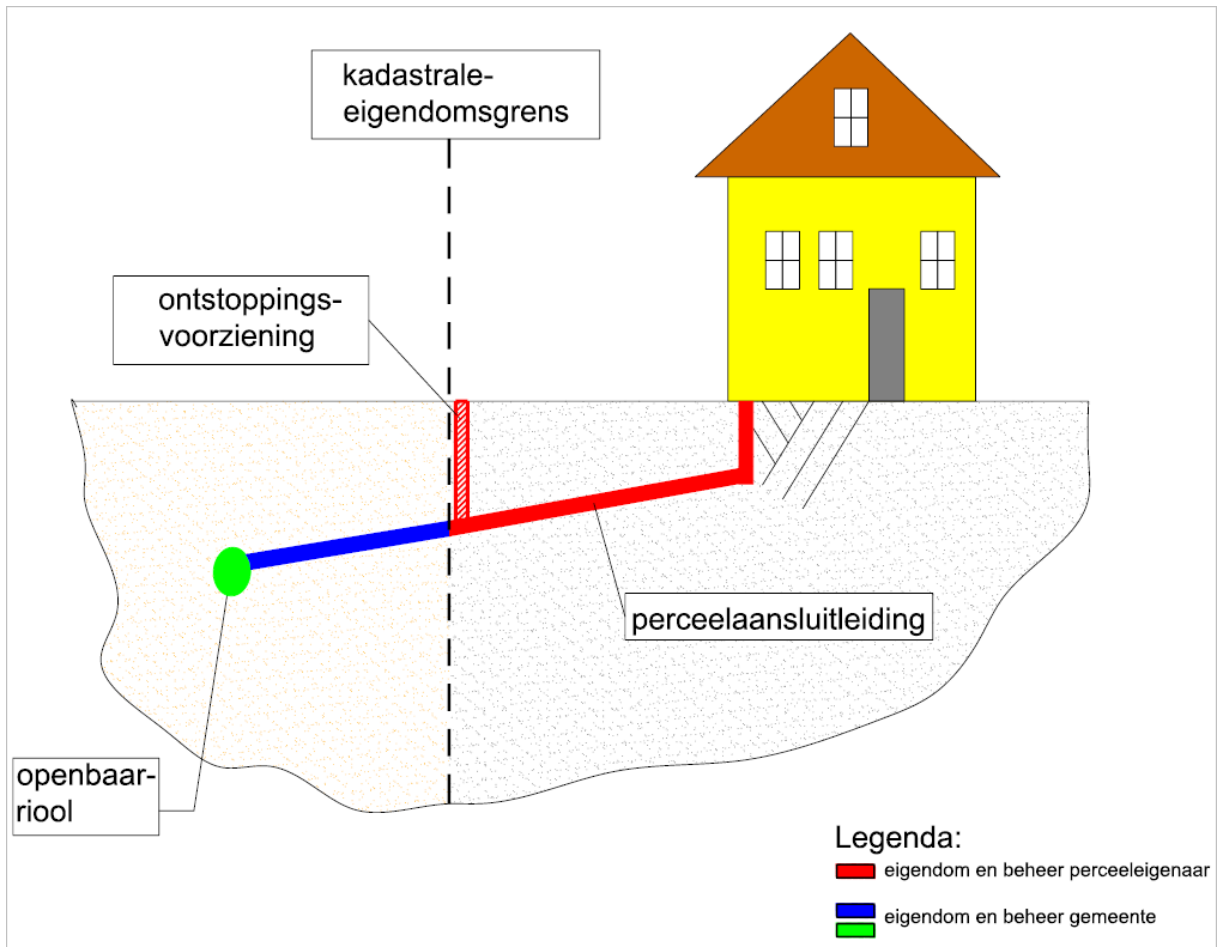 kadastrale-
eigendomsgrens
ontstoppings-
voorziening
perceelaansluitleiding
openbaar-
riool
Legenda:
eigendom en beheer perceeleigenaar
eigendom en beheer gemeente